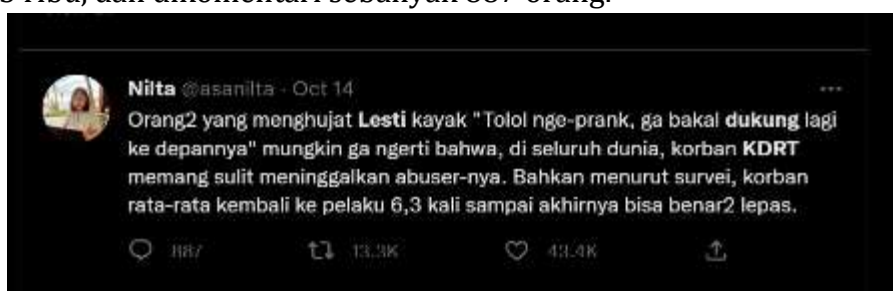 Nilta @asanilta · Oct 14
Orang2 yang menghujat Lesti kayak "Tolol nge-prank, ga bakal dukung lagi
ke depannya" mungkin ga ngerti bahwa, di seluruh dunia, korban KDRT
memang sulit meninggalkan abuser-nya. Bahkan menurut survei, korban
rata-rata kembali ke pelaku 6,3 kali sampai akhirnya bisa benar2 lepas.
887 13.3K 43.4K